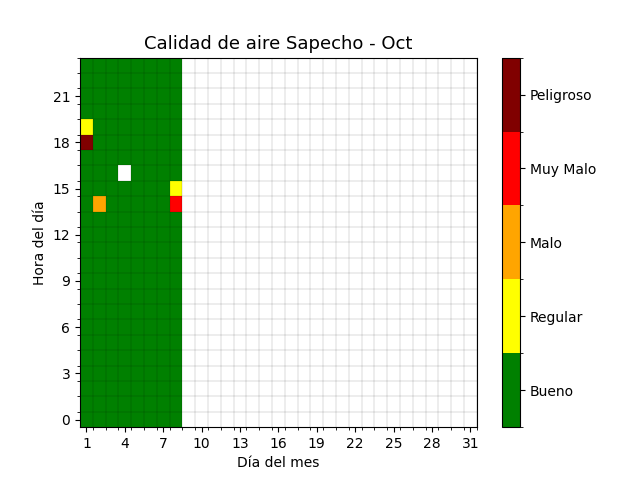 Calidad de aire Sapecho - Oct
Hora del día
21
18
15
12
9
6
3
0
1 4 7 10 13 16 19 22 25 28 31
Día del mes
Peligroso
Muy Malo
Malo
Regular
Bueno